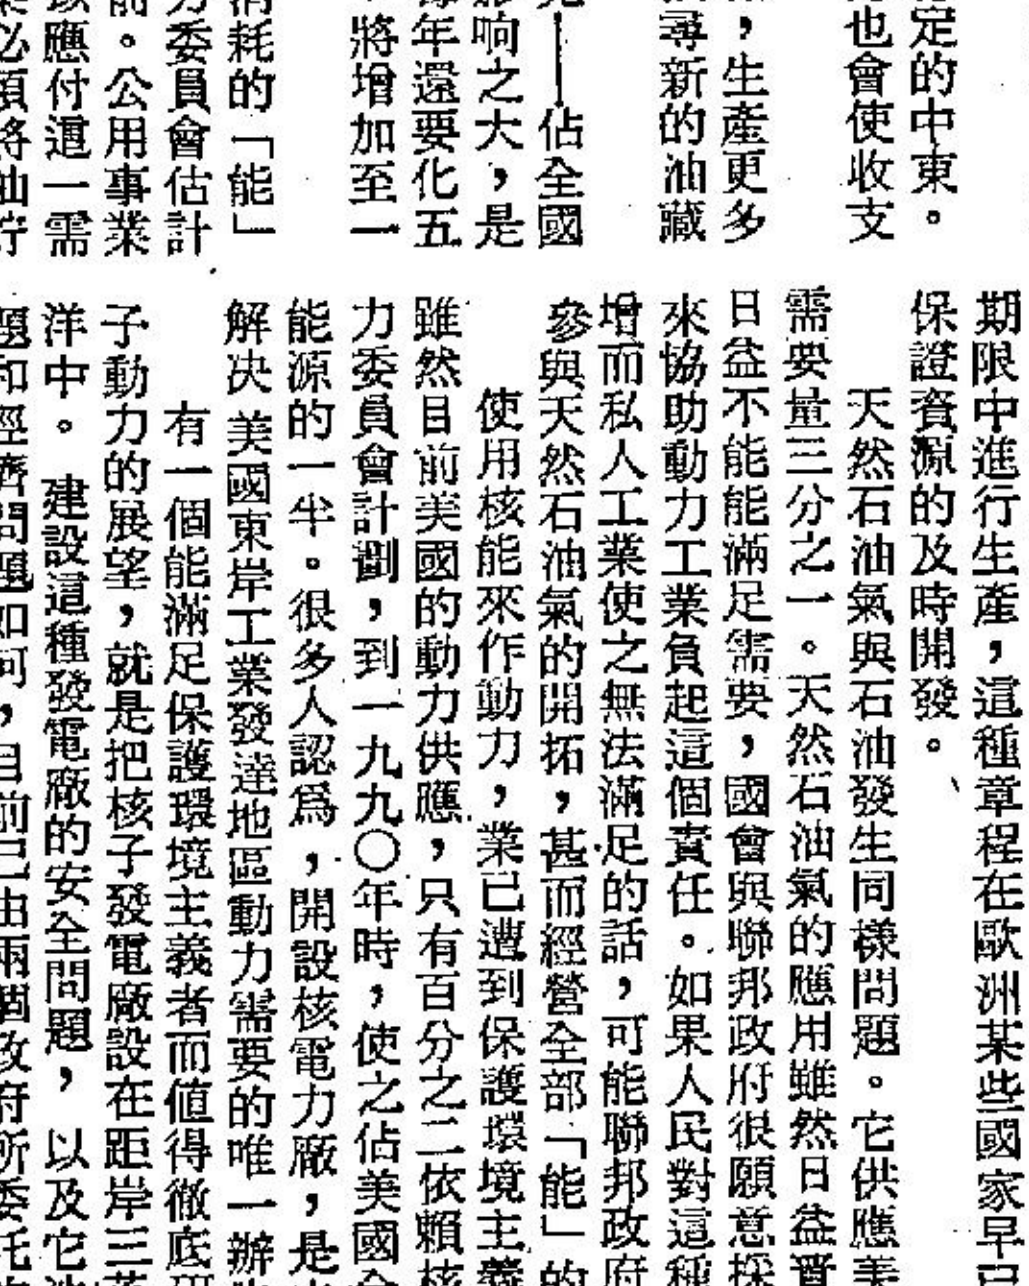 定的中東。
也會使收支
，生產更多
尋新的油藏
——佔全國
响之大，是
年還要化五
將增加至一
耗的「能」
委員會估計
。公用事業
應付這一需
必須將油貯
期限中進行生產，這種章程在歐洲某些國家早已
保證資源的及時開發。
天然石油氣與石油發生同樣問題。它供應美
需要量三分之一。天然石油氣的應用雖然日益普
日益不能能滿足需要，國會與聯邦政府很願意採
來協助動力工業負起這個責任。如果人民對這種
增而私人工業使之無法滿足的話，可能聯邦政府
參與天然石油氣的開拓，甚而經營全部「能」的
使用核能來作動力，業已遭到保護環境主義
雖然目前美國的動力供應，只有百分之二依賴核
力委員會計劃，到一九九〇年時，使之佔美國全
能源的一半。很多人認爲，開設核電力廠，是
解决美國東岸工業發達地區動力需要的唯一辦
有一個能滿足保護環境主義者而值得徹底研
子動力的展望，就是把核子發電廠設在距岸三
洋中。建設這種發電廠的安全問題，以及它
題和經濟問題如何，目前已由兩個政府所委託